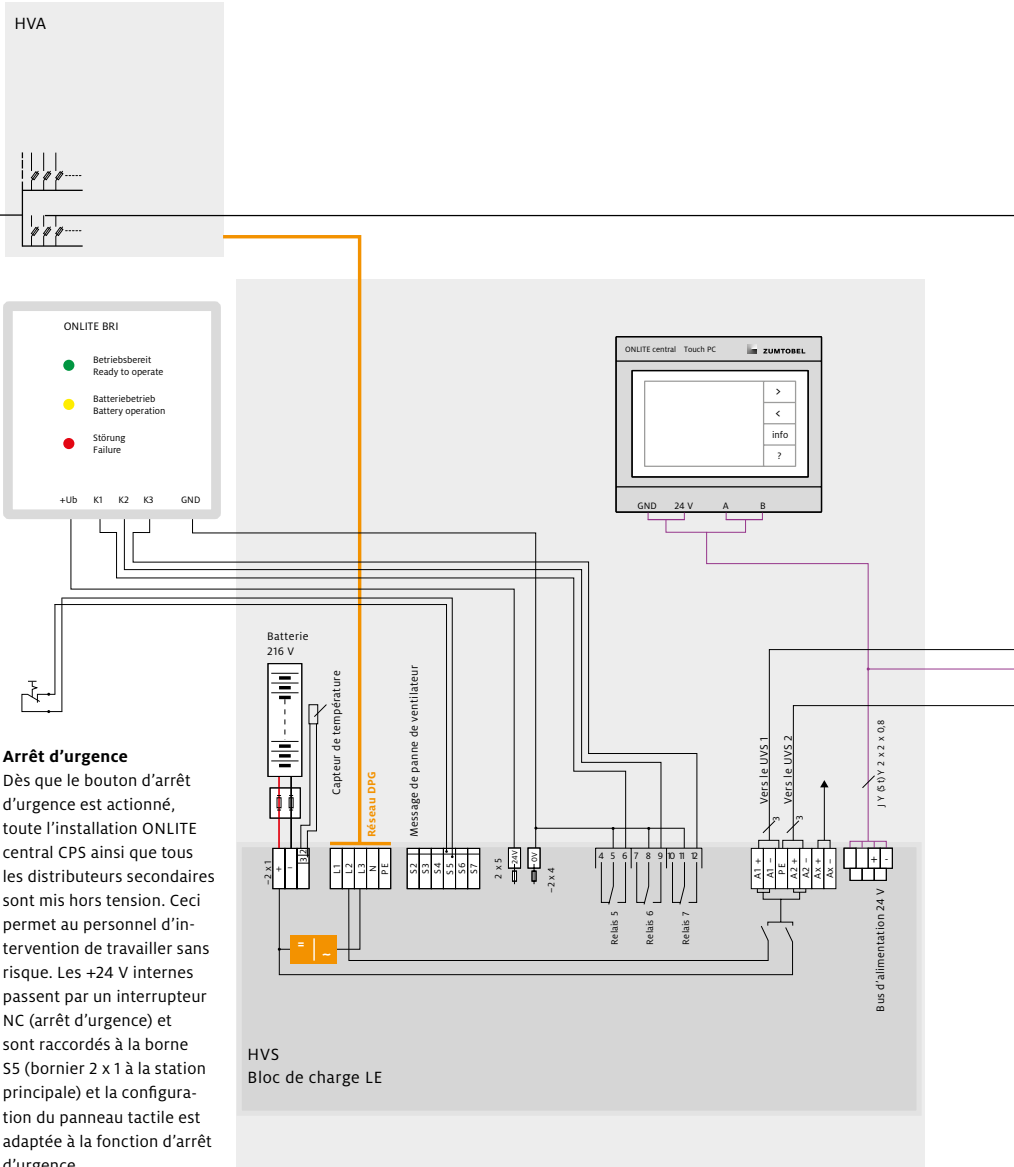 HVA
ONLITE BRI
Betriebsbereit
Ready to operate
Batteriebetrieb
Battery operation
Störung
Failure
+Ub K1 K2 K3 GND
ONLITE central Touch PC ZUMTOBEL
>
<
info
?
GND 24 V A B
Batterie
216 V
Capteur de température
Réseau DPG
Message de panne de ventilateur
Vers le UVS 1
Vers le UVS 2
3
3
J Y (St) Y 2 x 2 x 0,8
–2 x 1
+
–
3
2
L1
L2
L3
N
PE
S2
S3
S4
S5
S6
S7
2 x 5
–24V
0V
–2 x 4
4 5 6 7 8 9 10 11 12
Relais 5
Relais 6
Relais 7
A1 +
A1 –
PE
A2 +
A2 –
Ax +
Ax –
+ -
Bus d'alimentation 24 V
=
~
HVS
Bloc de charge LE
Arrêt d'urgence
Dès que le bouton d'arrêt
d'urgence est actionné,
toute l'installation ONLITE
central CPS ainsi que tous
les distributeurs secondaires
sont mis hors tension. Ceci
permet au personnel d'in-
tervention de travailler sans
risque. Les +24 V internes
passent par un interrupteur
NC (arrêt d'urgence) et
sont raccordés à la borne
S5 (bornier 2 x 1 à la station
principale) et la configura-
tion du panneau tactile est
adaptée à la fonction d'arrêt
d'urgence